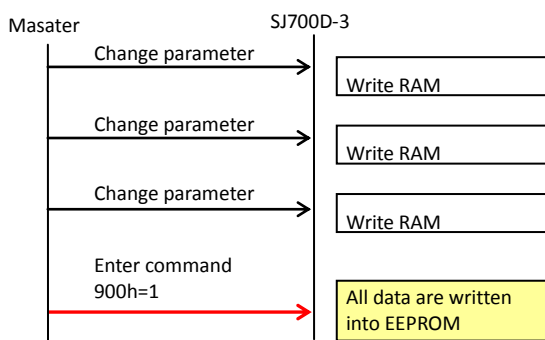 Masater
SJ700D-3
Change parameter
Write RAM
Change parameter
Write RAM
Change parameter
Write RAM
Enter command
900h=1
All data are written
into EEPROM